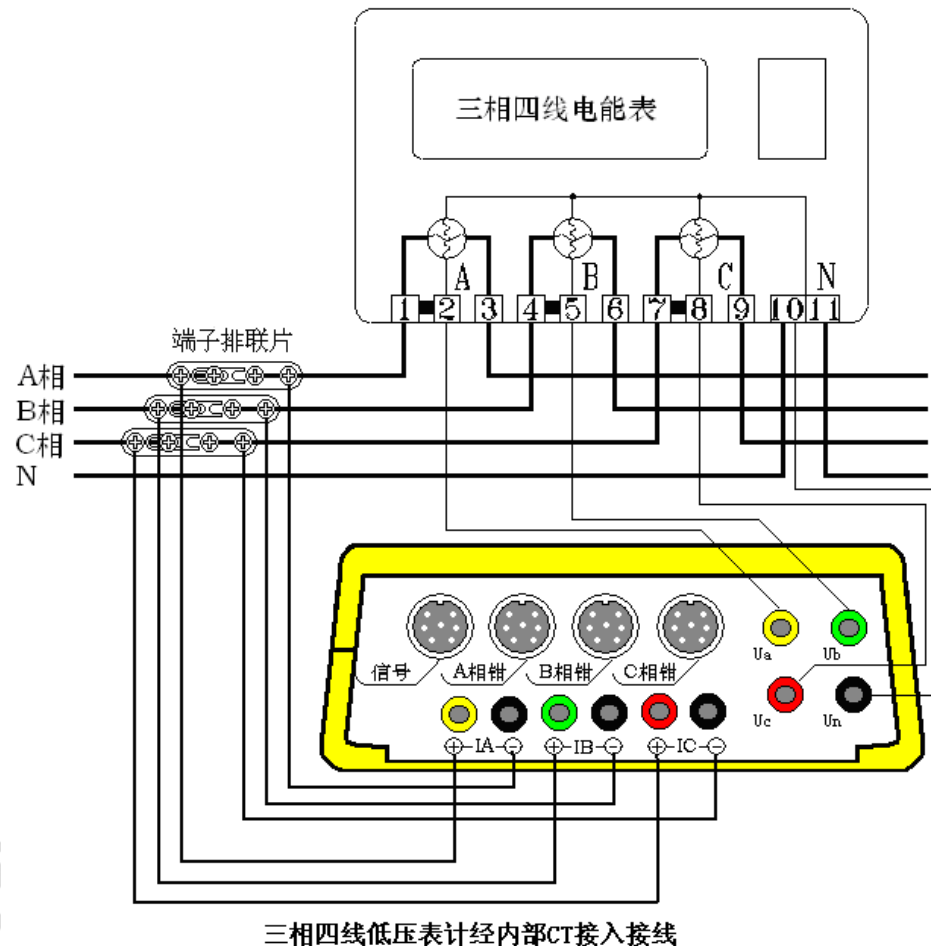 三相四线电能表
A B C N
1 2 3 4 5 6 7 8 9 10 11
端子排联片
A相
B相
C相
N
Ua Ub
信号 A相钳 B相钳 C相钳
Uc Un
+ IA - + IB - + IC -
三相四线低压表计经内部CT接入接线